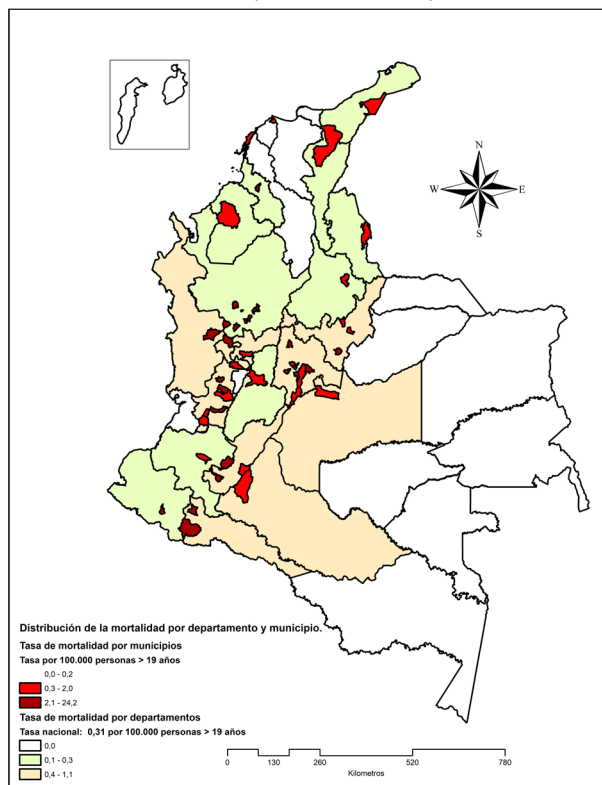 N
W
E
S
Distribución de la mortalidad por departamento y municipio.
Tasa de mortalidad por municipios
Tasa por 100.000 personas > 19 años
0,0 - 0,2
0,3 - 2,0
2,1 - 24,2
Tasa de mortalidad por departamentos
Tasa nacional: 0,31 por 100.000 personas > 19 años
0,0
0,1 - 0,3
0,4 - 1,1
0 130 260 520 780
Kilometros